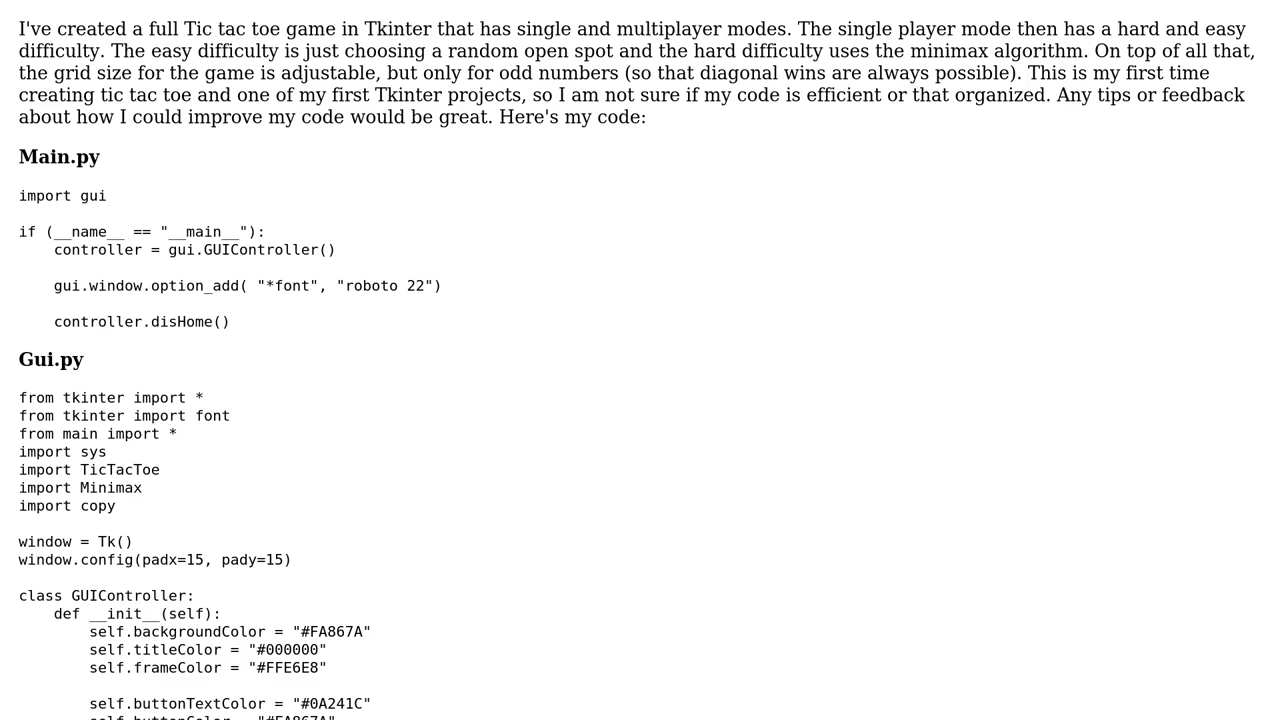 I've created a full Tic tac toe game in Tkinter that has single and multiplayer modes. The single player mode then has a hard and easy
difficulty. The easy difficulty is just choosing a random open spot and the hard difficulty uses the minimax algorithm. On top of all that,
the grid size for the game is adjustable, but only for odd numbers (so that diagonal wins are always possible). This is my first time
creating tic tac toe and one of my first Tkinter projects, so I am not sure if my code is efficient or that organized. Any tips or feedback
about how I could improve my code would be great. Here's my code:
Main.py
import gui
if (__name__ == "__main__"):
    controller = gui.GUIController()
    gui.window.option_add( "*font", "roboto 22")
    controller.disHome()
Gui.py
from tkinter import *
from tkinter import font
from main import *
import sys
import TicTacToe
import Minimax
import copy
window = Tk()
window.config(padx=15, pady=15)
class GUIController:
    def __init__(self):
        self.backgroundColor = "#FA867A"
        self.titleColor = "#000000"
        self.frameColor = "#FFE6E8"
        self.buttonTextColor = "#0A241C"
        self.buttonColor = "#FA867A"